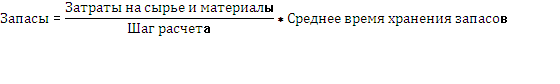 Запасы = Затраты на сырье и материалы / Шаг расчета * Среднее время хранения запасов